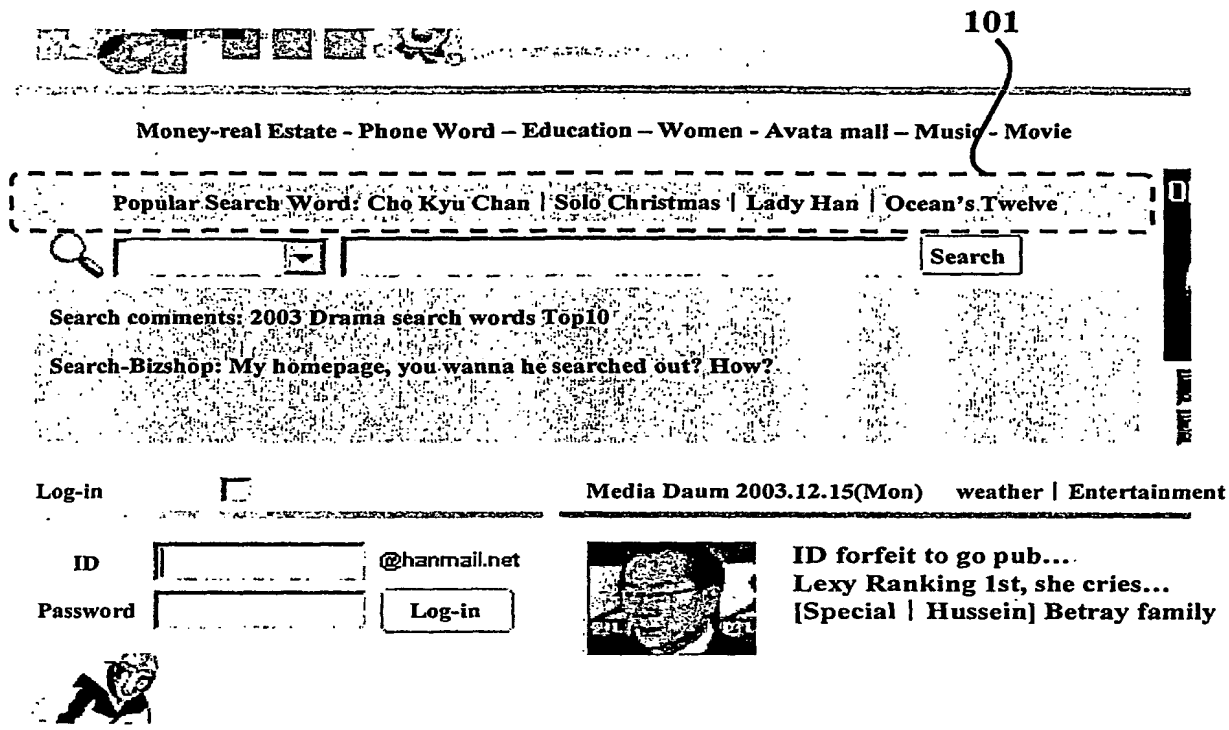 101
Money-real Estate - Phone Word – Education – Women - Avata mall – Music - Movie
Popular Search Word: Cho Kyu Chan | Solo Christmas | Lady Han | Ocean's Twelve
Search
Search comments: 2003 Drama search words Top10
Search-Bizshop: My homepage, you wanna he searched out? How?
Log-in
Media Daum 2003.12.15(Mon) weather | Entertainment
ID @hanmail.net
Password Log-in
ID forfeit to go pub...
Lexy Ranking 1st, she cries...
[Special | Hussein] Betray family